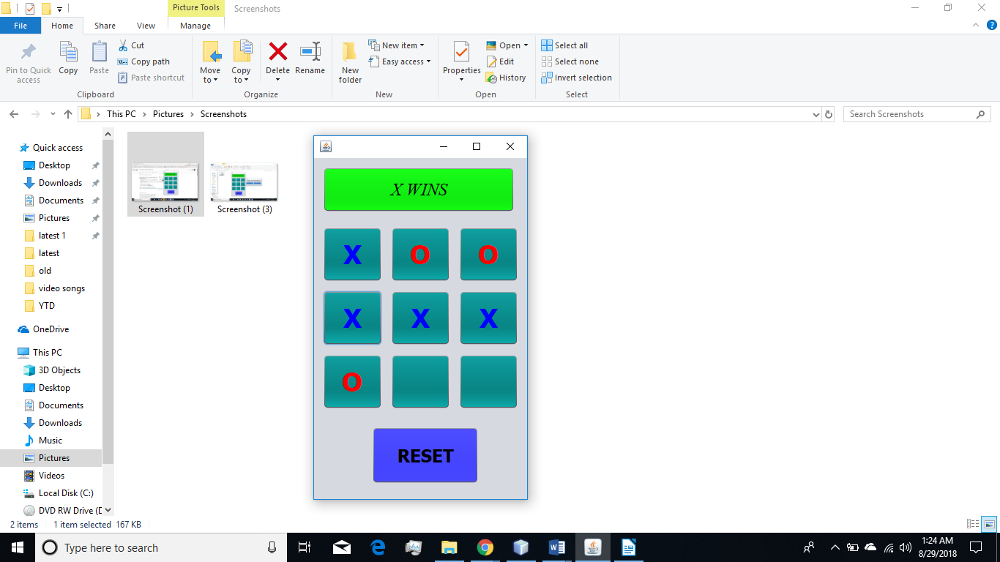 Picture Tools
Screenshots
File
Home
Share
View
Manage
Pin to Quick access
Copy
Paste
Cut
Copy path
Paste shortcut
Clipboard
Move to
Copy to
Delete
Rename
Organize
New folder
New item
Easy access
New
Properties
Open
Edit
History
Open
Select all
Select none
Invert selection
Select
This PC
Pictures
Screenshots
Search Screenshots
Quick access
Desktop
Downloads
Documents
Pictures
latest 1
latest
old
video songs
YTD
OneDrive
This PC
3D Objects
Desktop
Documents
Downloads
Music
Pictures
Videos
Local Disk (C:)
DVD RW Drive (D
Screenshot (1)
Screenshot (3)
X WINS
X O O
X X X
O
RESET
2 items
1 item selected 167 KB
Type here to search
1:24 AM
8/29/2018